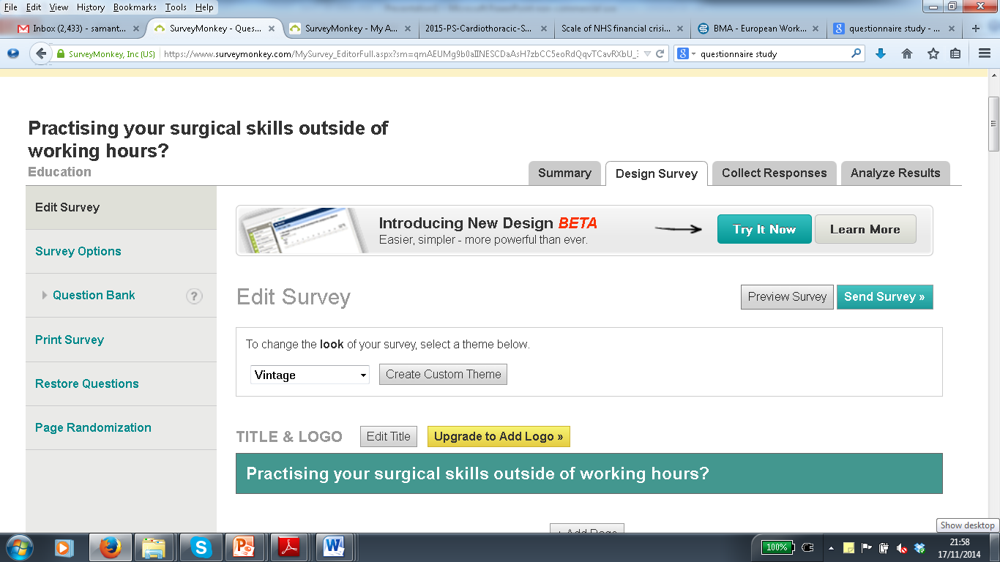 File Edit View History Bookmarks Tools Help
Inbox (2,433) - samant... × SurveyMonkey - Ques... × SurveyMonkey - My A... × 2015-PS-Cardiothoracic-S... × Scale of NHS financial crisi... × BMA - European Work... × questionnaire study - ... × +
SurveyMonkey, Inc (US) https://www.surveymonkey.com/MySurvey_EditorFull.aspx?sm= questionnaire study
Practising your surgical skills outside of
working hours?
Education
Summary Design Survey Collect Responses Analyze Results
Edit Survey
Survey Options
Question Bank ?
Print Survey
Restore Questions
Page Randomization
Introducing New Design BETA
Easier, simpler - more powerful than ever.
Try It Now Learn More
Edit Survey
Preview Survey Send Survey »
To change the look of your survey, select a theme below.
Vintage Create Custom Theme
TITLE & LOGO Edit Title Upgrade to Add Logo »
Practising your surgical skills outside of working hours?
+ Add Page
Show desktop
100%
21:58
17/11/2014